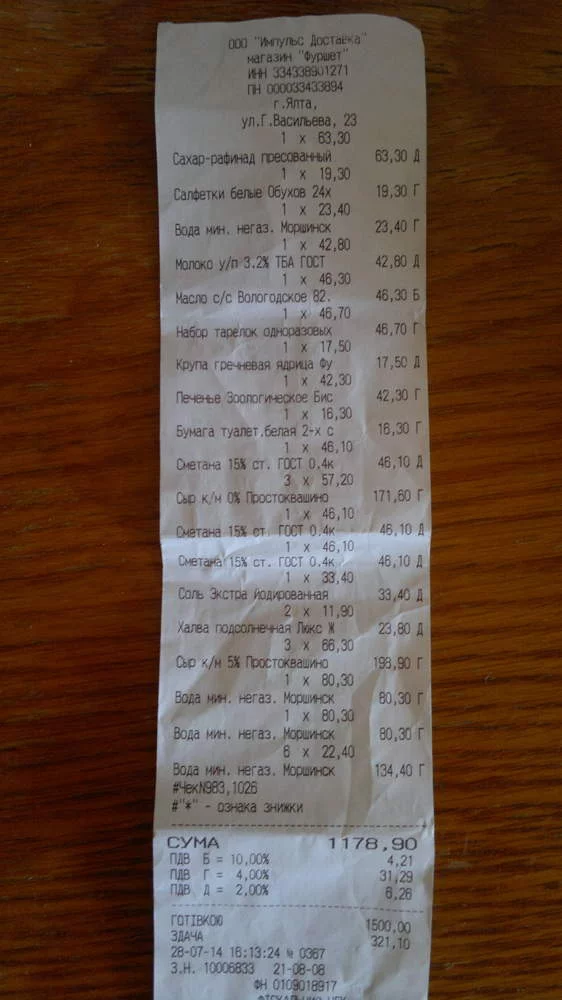 ООО "Импульс Доставка"
магазин "Фуршет"
ИНН 334338901271
ПН 000033433894
г.Ялта,
ул.Г.Васильева, 23
1 x 63,30
Сахар-рафинад пресованный 63,30 Д
1 x 19,30
Салфетки белые Обухов 24х 19,30 Г
1 x 23,40
Вода мин. негаз. Моршинск 23,40 Г
1 x 42,80
Молоко у/п 3.2% ТБА ГОСТ 42,80 Д
1 x 46,30
Масло с/с Вологодское 82. 46,30 Б
1 x 46,70
Набор тарелок одноразовых 46,70 Г
1 x 17,50
Крупа гречневая ядрица Фу 17,50 Д
1 x 42,30
Печенье Зоологическое Бис 42,30 Г
1 x 16,30
Бумага туалет.белая 2-х с 16,30 Г
1 x 46,10
Сметана 15% ст. ГОСТ 0.4к 46,10 Д
3 x 57,20
Сыр к/м 0% Простоквашино 171,60 Г
1 x 46,10
Сметана 15% ст. ГОСТ 0.4к 46,10 Д
1 x 46,10
Сметана 15% ст. ГОСТ 0.4к 46,10 Д
1 x 33,40
Соль Экстра йодированная 33,40 Д
2 x 11,90
Халва подсолнечная Люкс Ж 23,80 Д
3 x 66,30
Сыр к/м 5% Простоквашино 198,90 Г
1 x 80,30
Вода мин. негаз. Моршинск 80,30 Г
1 x 80,30
Вода мин. негаз. Моршинск 80,30 Г
6 x 22,40
Вода мин. негаз. Моршинск 134,40 Г
#ЧекN983,1026
#"*" - ознака знижки
СУМА 1178,90
ПДВ Б = 10,00% 4,21
ПДВ Г = 4,00% 31,29
ПДВ Д = 2,00% 6,26
ГОТІВКОЮ 1500,00
ЗДАЧА 321,10
28-07-14 16:13:24 № 0367
З.Н. 10006833 21-08-08
ФН 0109018917
ФІСКАЛЬНИЙ ЧЕК